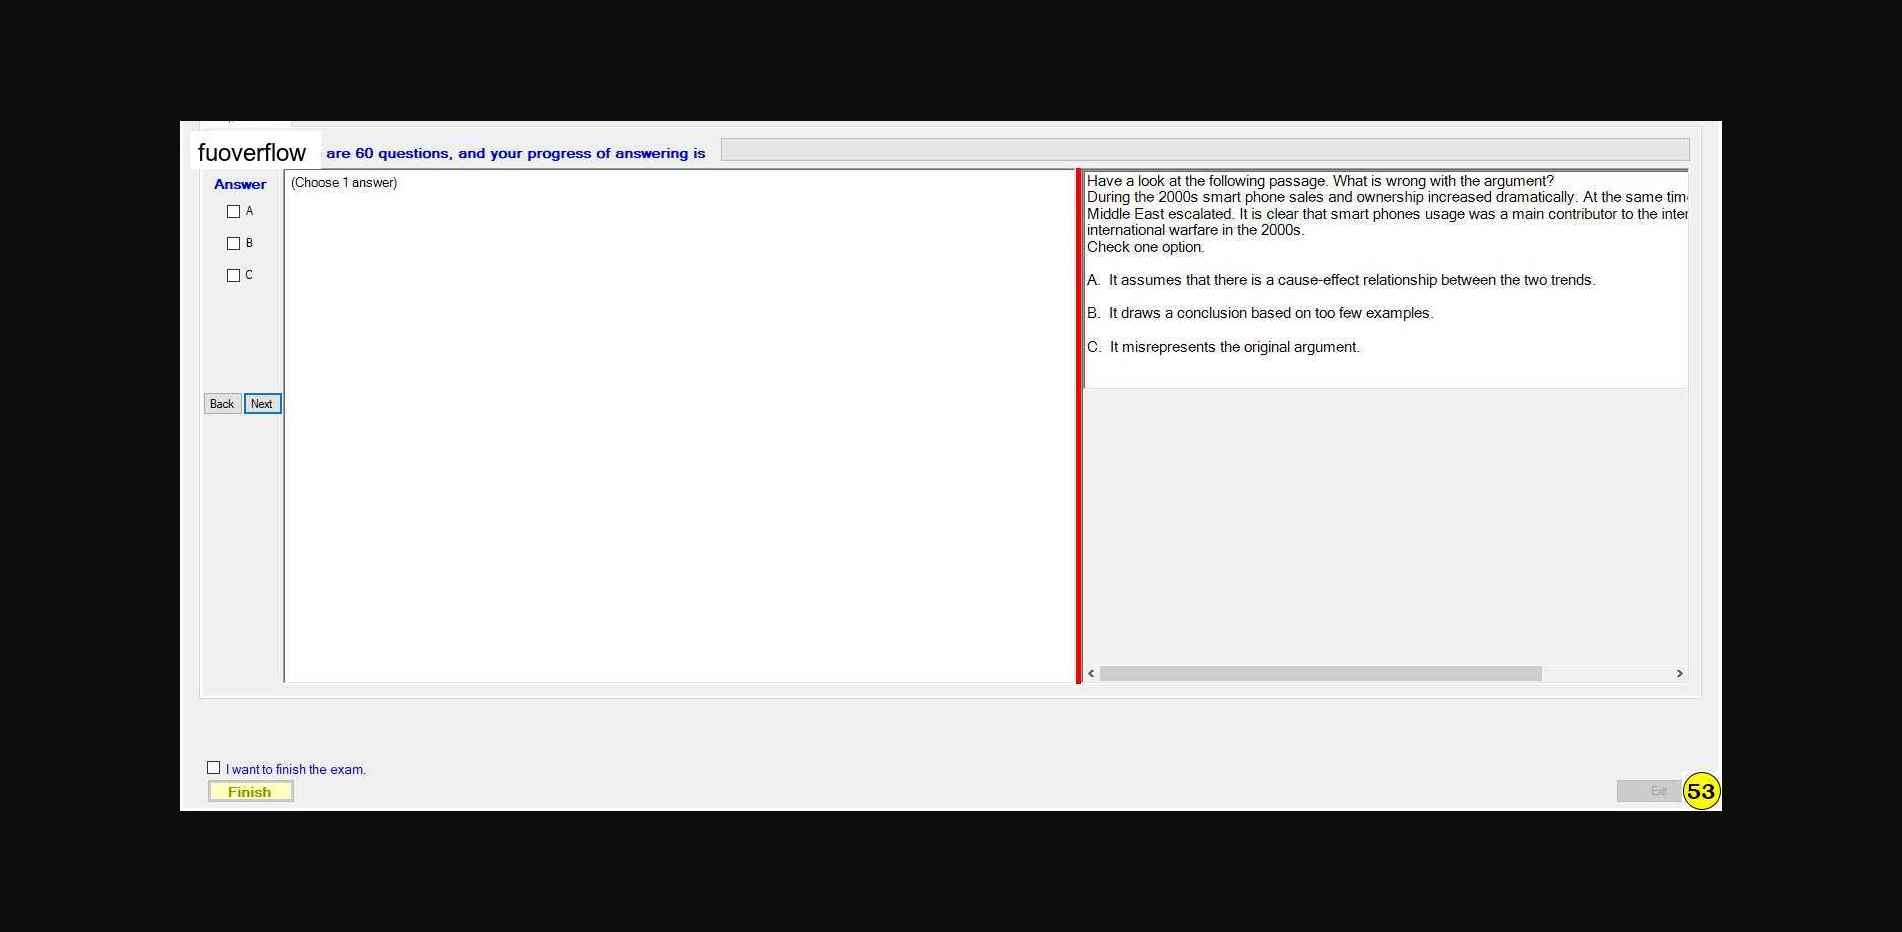 fuoverflow are 60 questions, and your progress of answering is
Answer
A
B
C
Back Next
(Choose 1 answer)
Have a look at the following passage. What is wrong with the argument?
During the 2000s smart phone sales and ownership increased dramatically. At the same tim
Middle East escalated. It is clear that smart phones usage was a main contributor to the inter
international warfare in the 2000s.
Check one option.
A. It assumes that there is a cause-effect relationship between the two trends.
B. It draws a conclusion based on too few examples.
C. It misrepresents the original argument.
I want to finish the exam.
Finish
Exit
53